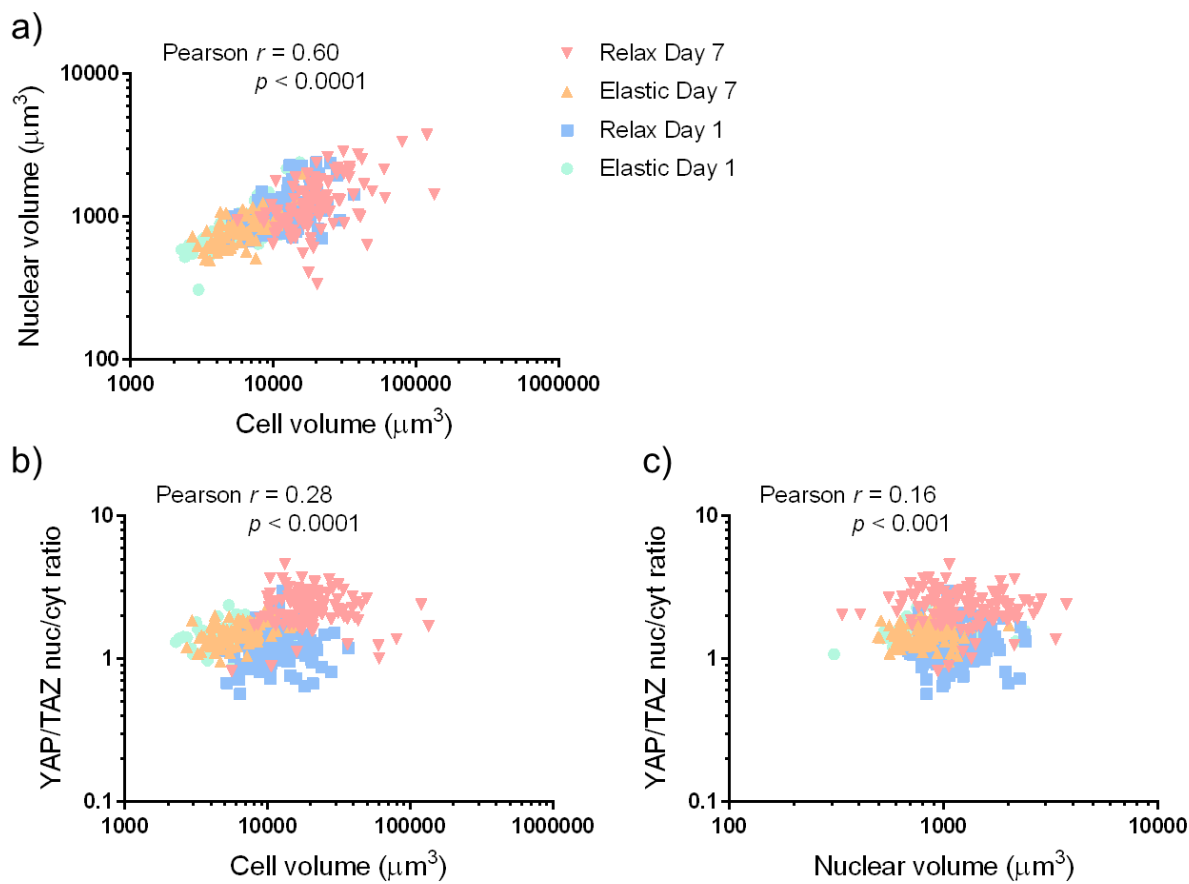 a)
Pearson r = 0.60
p < 0.0001
Relax Day 7
Elastic Day 7
Relax Day 1
Elastic Day 1
10000
1000
100
Nuclear volume (μm³)
1000 10000 100000 1000000
Cell volume (μm³)
b)
Pearson r = 0.28
p < 0.0001
10
1
0.1
YAP/TAZ nuc/cyt ratio
1000 10000 100000 1000000
Cell volume (μm³)
c)
Pearson r = 0.16
p < 0.001
10
1
0.1
YAP/TAZ nuc/cyt ratio
100 1000 10000
Nuclear volume (μm³)